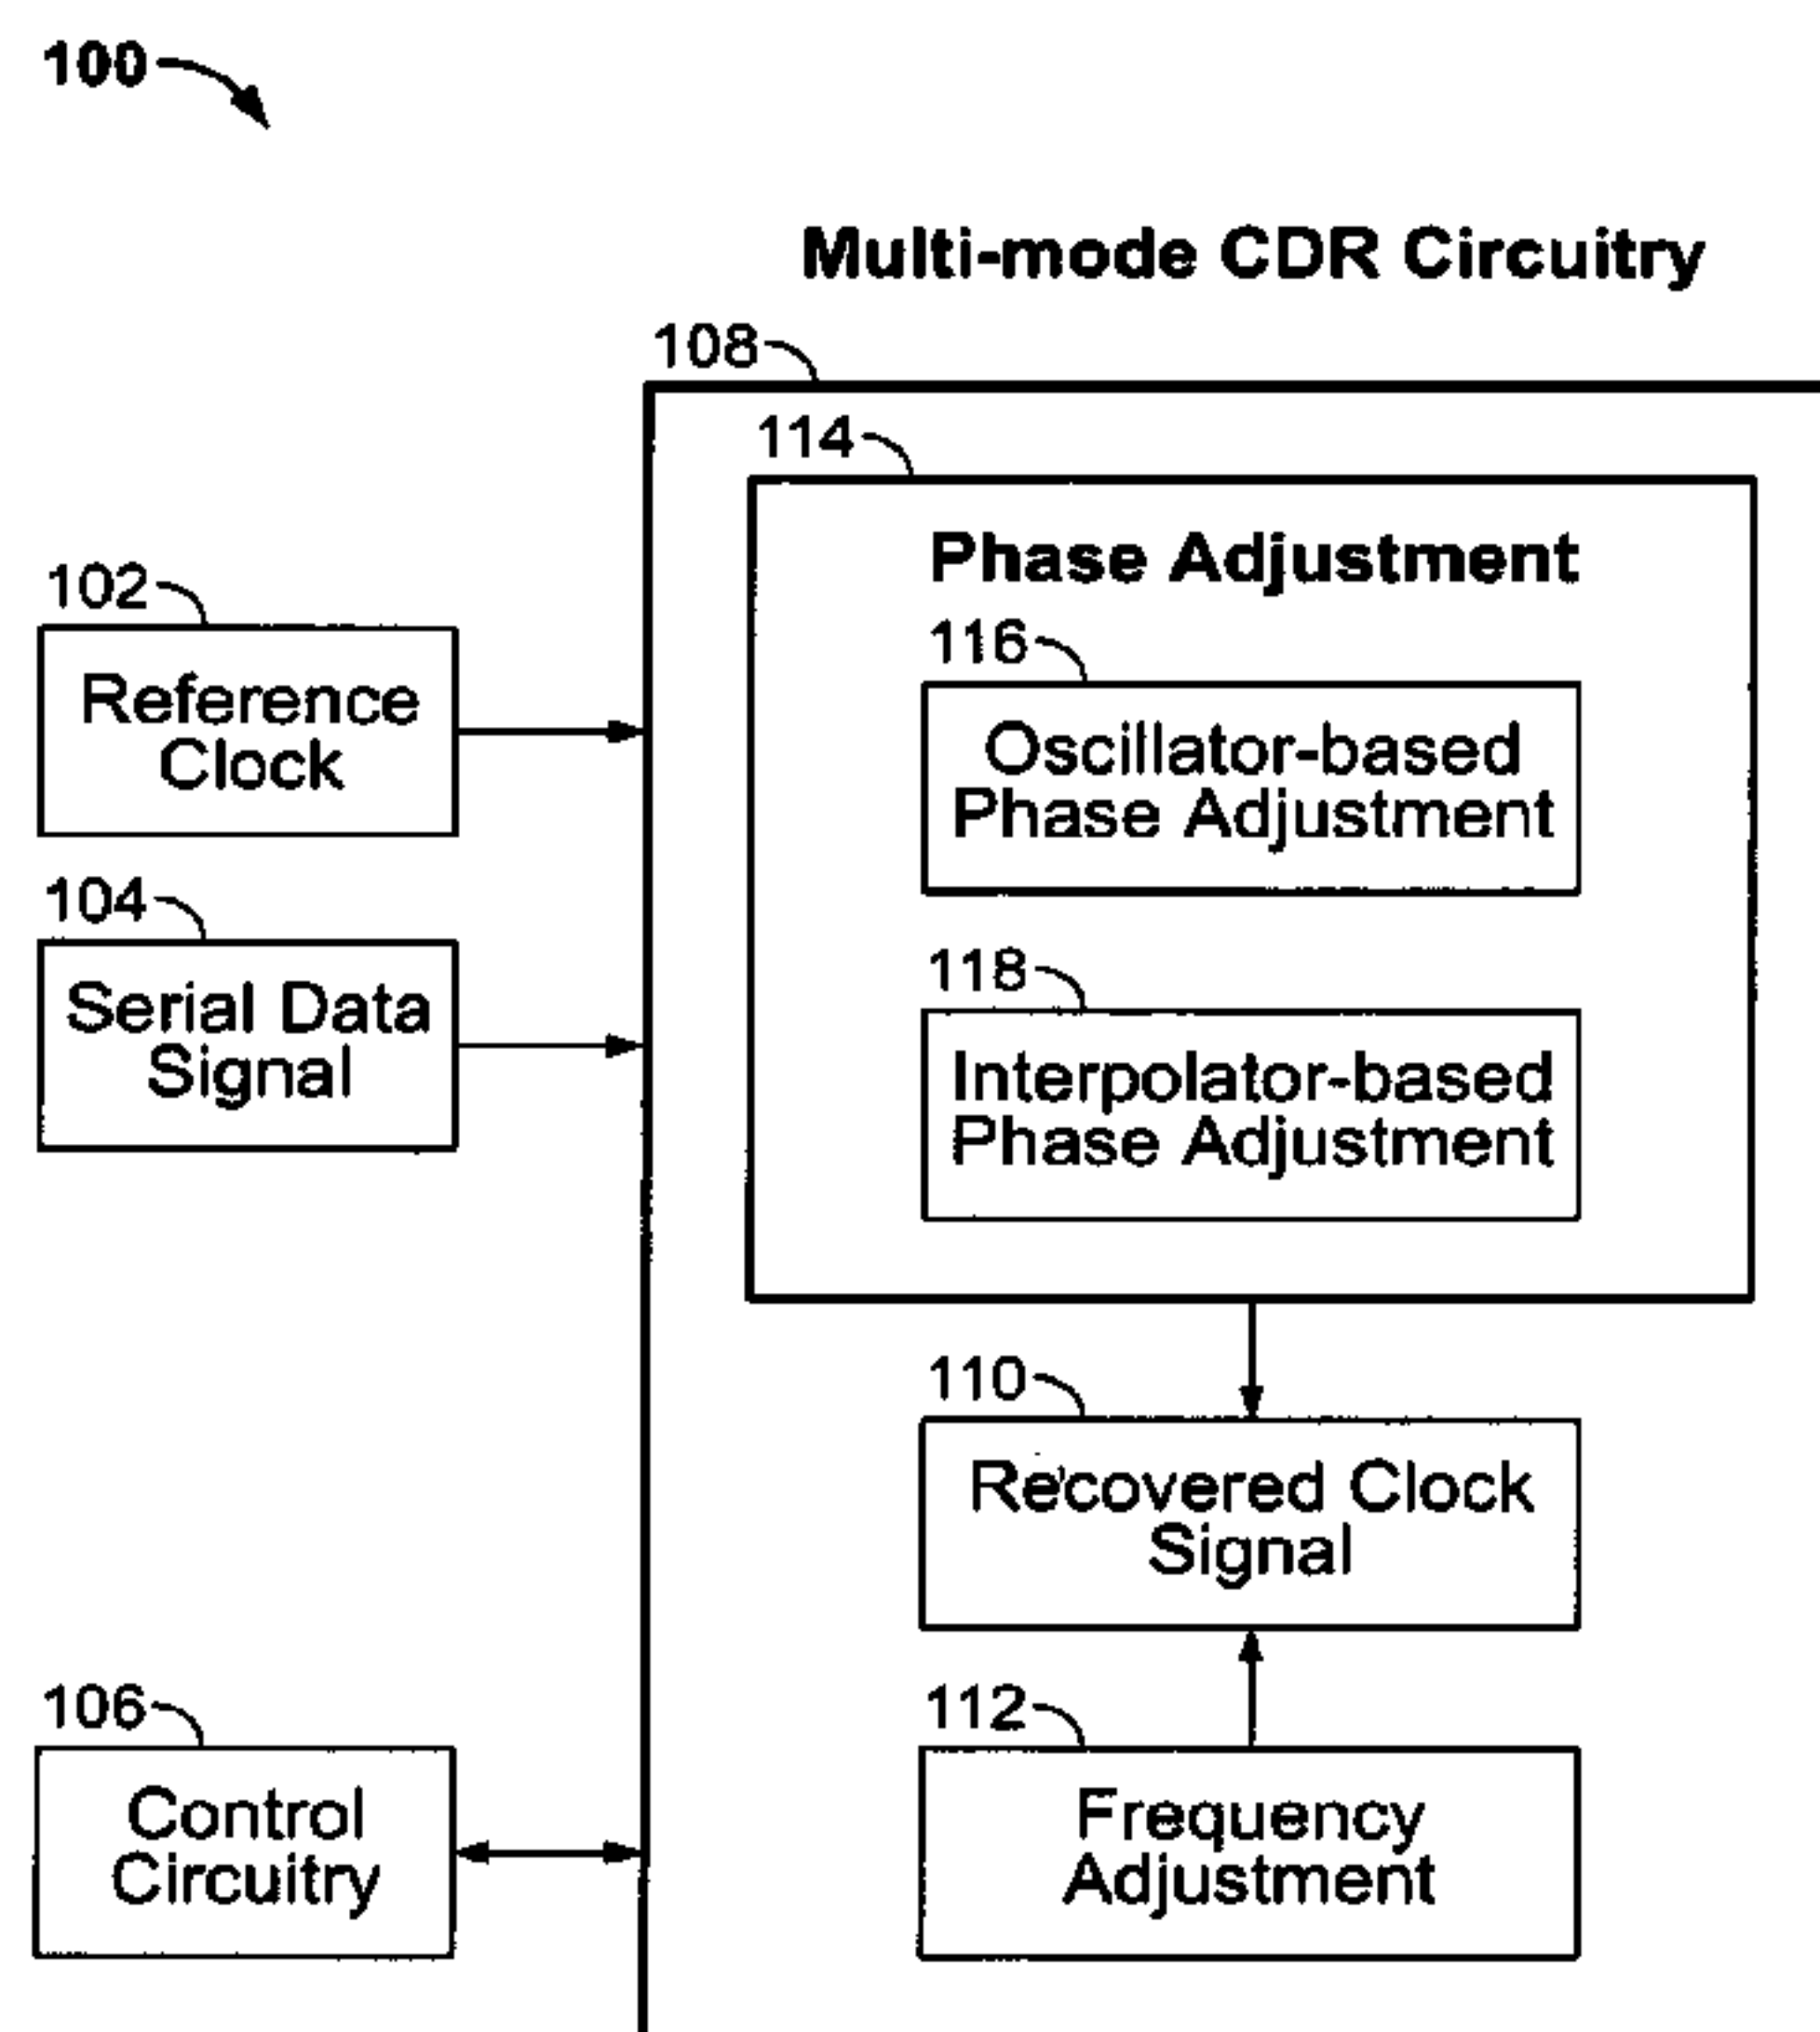 100
Multi-mode CDR Circuitry
108
114
Phase Adjustment
102
Reference
Clock
116
Oscillator-based
Phase Adjustment
104
Serial Data
Signal
118
Interpolator-based
Phase Adjustment
110
Recovered Clock
Signal
106
Control
Circuitry
112
Frequency
Adjustment